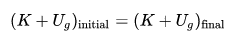 (K + U_g)_initial = (K + U_g)_final